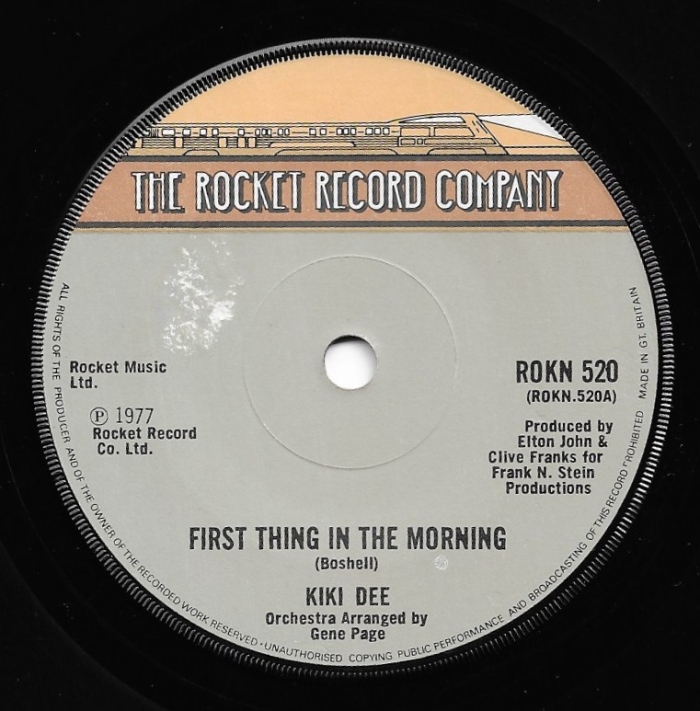 THE ROCKET RECORD COMPANY
Rocket Music
Ltd.
Ⓟ 1977
Rocket Record
Co. Ltd.
ROKN 520
(ROKN.520A)
Produced by
Elton John &
Clive Franks for
Frank N. Stein
Productions
FIRST THING IN THE MORNING
(Boshell)
KIKI DEE
Orchestra Arranged by
Gene Page
ALL RIGHTS OF THE PRODUCER AND OF THE OWNER OF THE RECORDED WORK RESERVED · UNAUTHORISED COPYING PUBLIC PERFORMANCE AND BROADCASTING OF THIS RECORD PROHIBITED MADE IN GT. BRITAIN